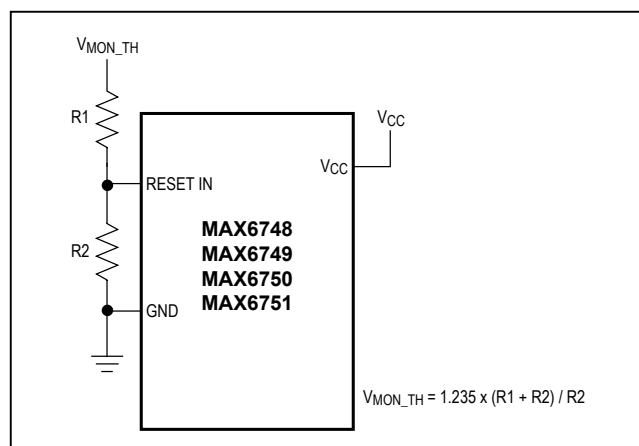 VMON_TH
R1
VCC
VCC
RESET IN
R2
MAX6748
MAX6749
MAX6750
MAX6751
GND
VMON_TH = 1.235 x (R1 + R2) / R2